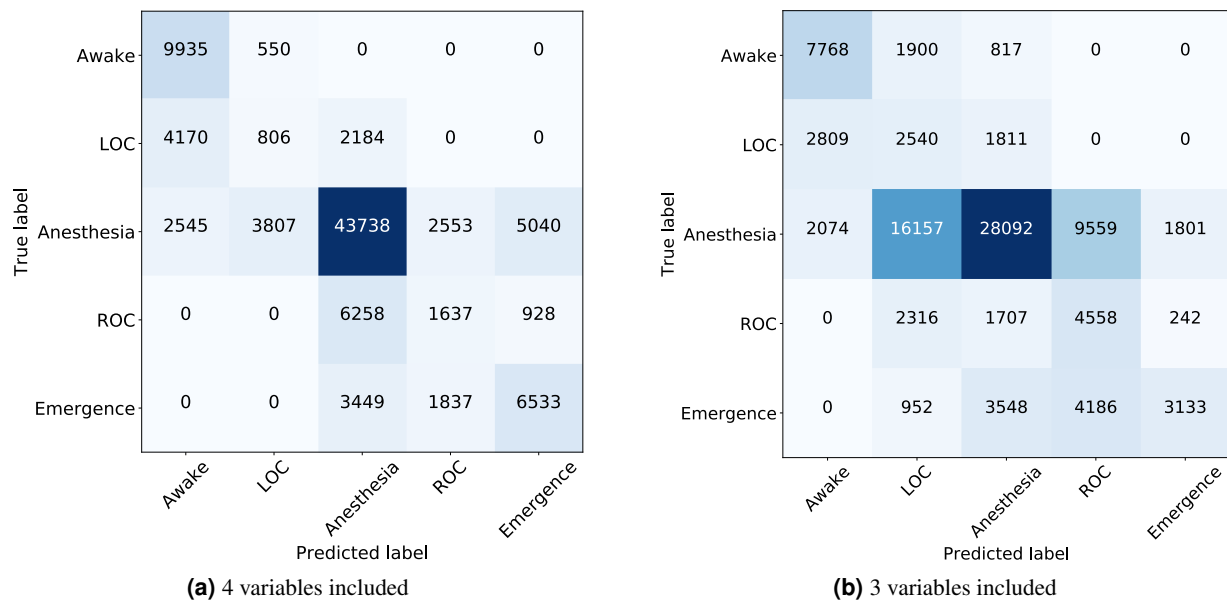 Awake 9935 550 0 0 0
LOC 4170 806 2184 0 0
Anesthesia 2545 3807 43738 2553 5040
ROC 0 0 6258 1637 928
Emergence 0 0 3449 1837 6533
True label
Awake LOC Anesthesia ROC Emergence
Predicted label
(a) 4 variables included
Awake 7768 1900 817 0 0
LOC 2809 2540 1811 0 0
Anesthesia 2074 16157 28092 9559 1801
ROC 0 2316 1707 4558 242
Emergence 0 952 3548 4186 3133
True label
Awake LOC Anesthesia ROC Emergence
Predicted label
(b) 3 variables included